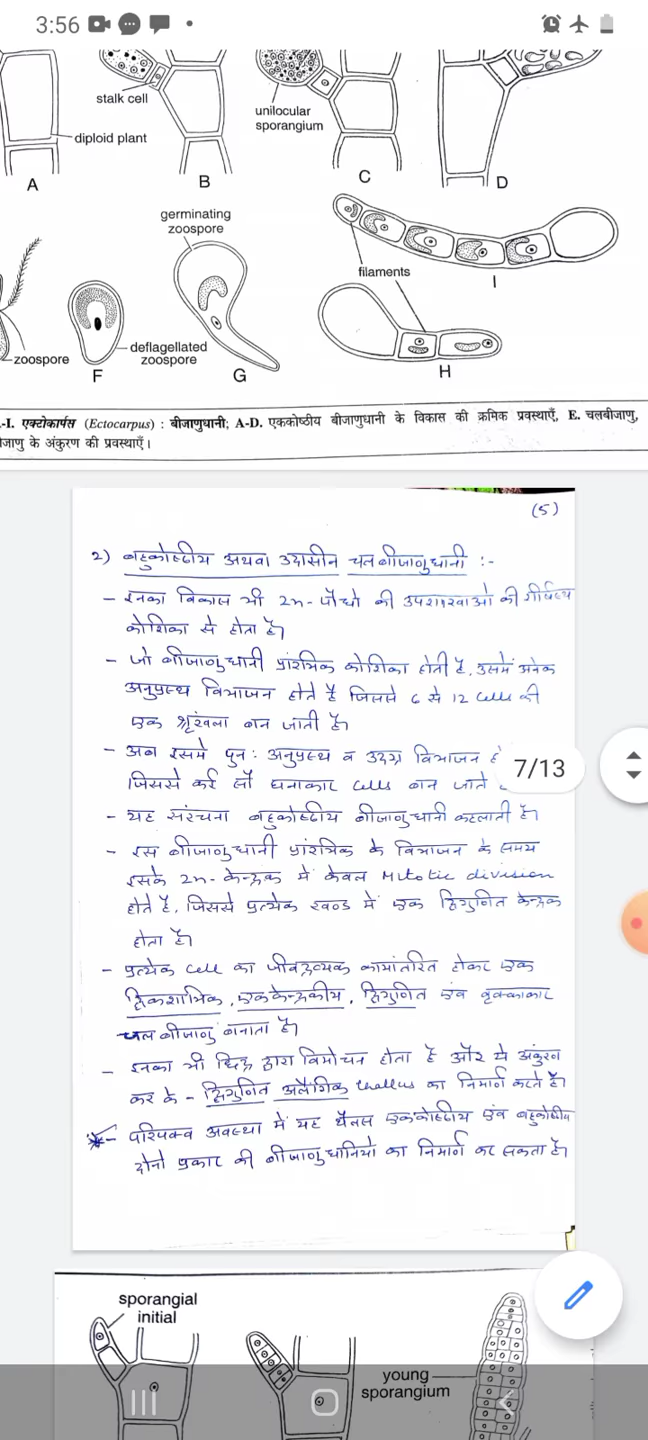 3:56
stalk cell
unilocular
sporangium
diploid plant
A
B
C
D
germinating
zoospore
filaments
I
zoospore
deflagellated
zoospore
F
G
H
-I. एक्टोकार्पस (Ectocarpus) : बीजाणुधानी; A-D. एककोष्ठीय बीजाणुधानी के विकास की क्रमिक प्रवस्थाएँ, E. चलबीजाणु,
जाणु के अंकुरण की प्रवस्थाएँ।
(5)
2) बहुकोष्ठीय अथवा उदासीन चल बीजाणुधानी :-
- इनका विकास भी 2n- पौधो की उपशाखाओ की शीर्षस्थ
कोशिका से होता है।
- जो बीजाणुधानी प्रारंभिक कोशिका होती है, उसमें अनेक
अनुप्रस्थ विभाजन होते है जिससे 6 से 12 cells की
एक श्रृंखला बन जाती है।
- अब इसमे पुन: अनुप्रस्थ व उदग्र विभाजन
7/13
जिससे कई सौ घनाकार cells बन जाते
- यह संरचना बहुकोष्ठीय बीजाणुधानी कहलाती है।
- इस बीजाणुधानी प्रारंभिक के विभाजन के समय
इसके 2n- केन्द्रक में केवल Mitotic division
होते है, जिससे प्रत्येक खण्ड में एक द्विगुणित केन्द्रक
होता है।
- प्रत्येक cell का जीवद्रव्यक कायांतरित होकर एक
द्विकशाभिक, एककेन्द्रकीय, द्विगुणित एवं वृक्काकार
चल बीजाणु बनाता है।
- इनका भी छिद्र द्वारा विमोचन होता है और ये अंकुरण
कर के - द्विगुणित अलैंगिक thallus का निर्माण करते है।
- परिपक्व अवस्था में यह थैलस एककोष्ठीय एवं बहुकोष्ठीय
दोनो प्रकार की बीजाणुधानियो का निर्माण कर सकता है।
sporangial
initial
young
sporangium